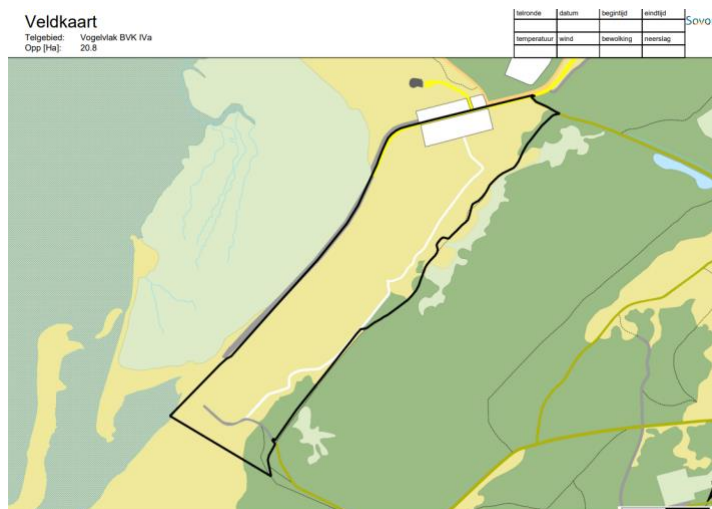 Veldkaart
Telgebied: Vogelvlak BVK IVa
Opp [Ha]: 20.8
telronde datum begintijd eindtijd
temperatuur wind bewolking neerslag
Sovo